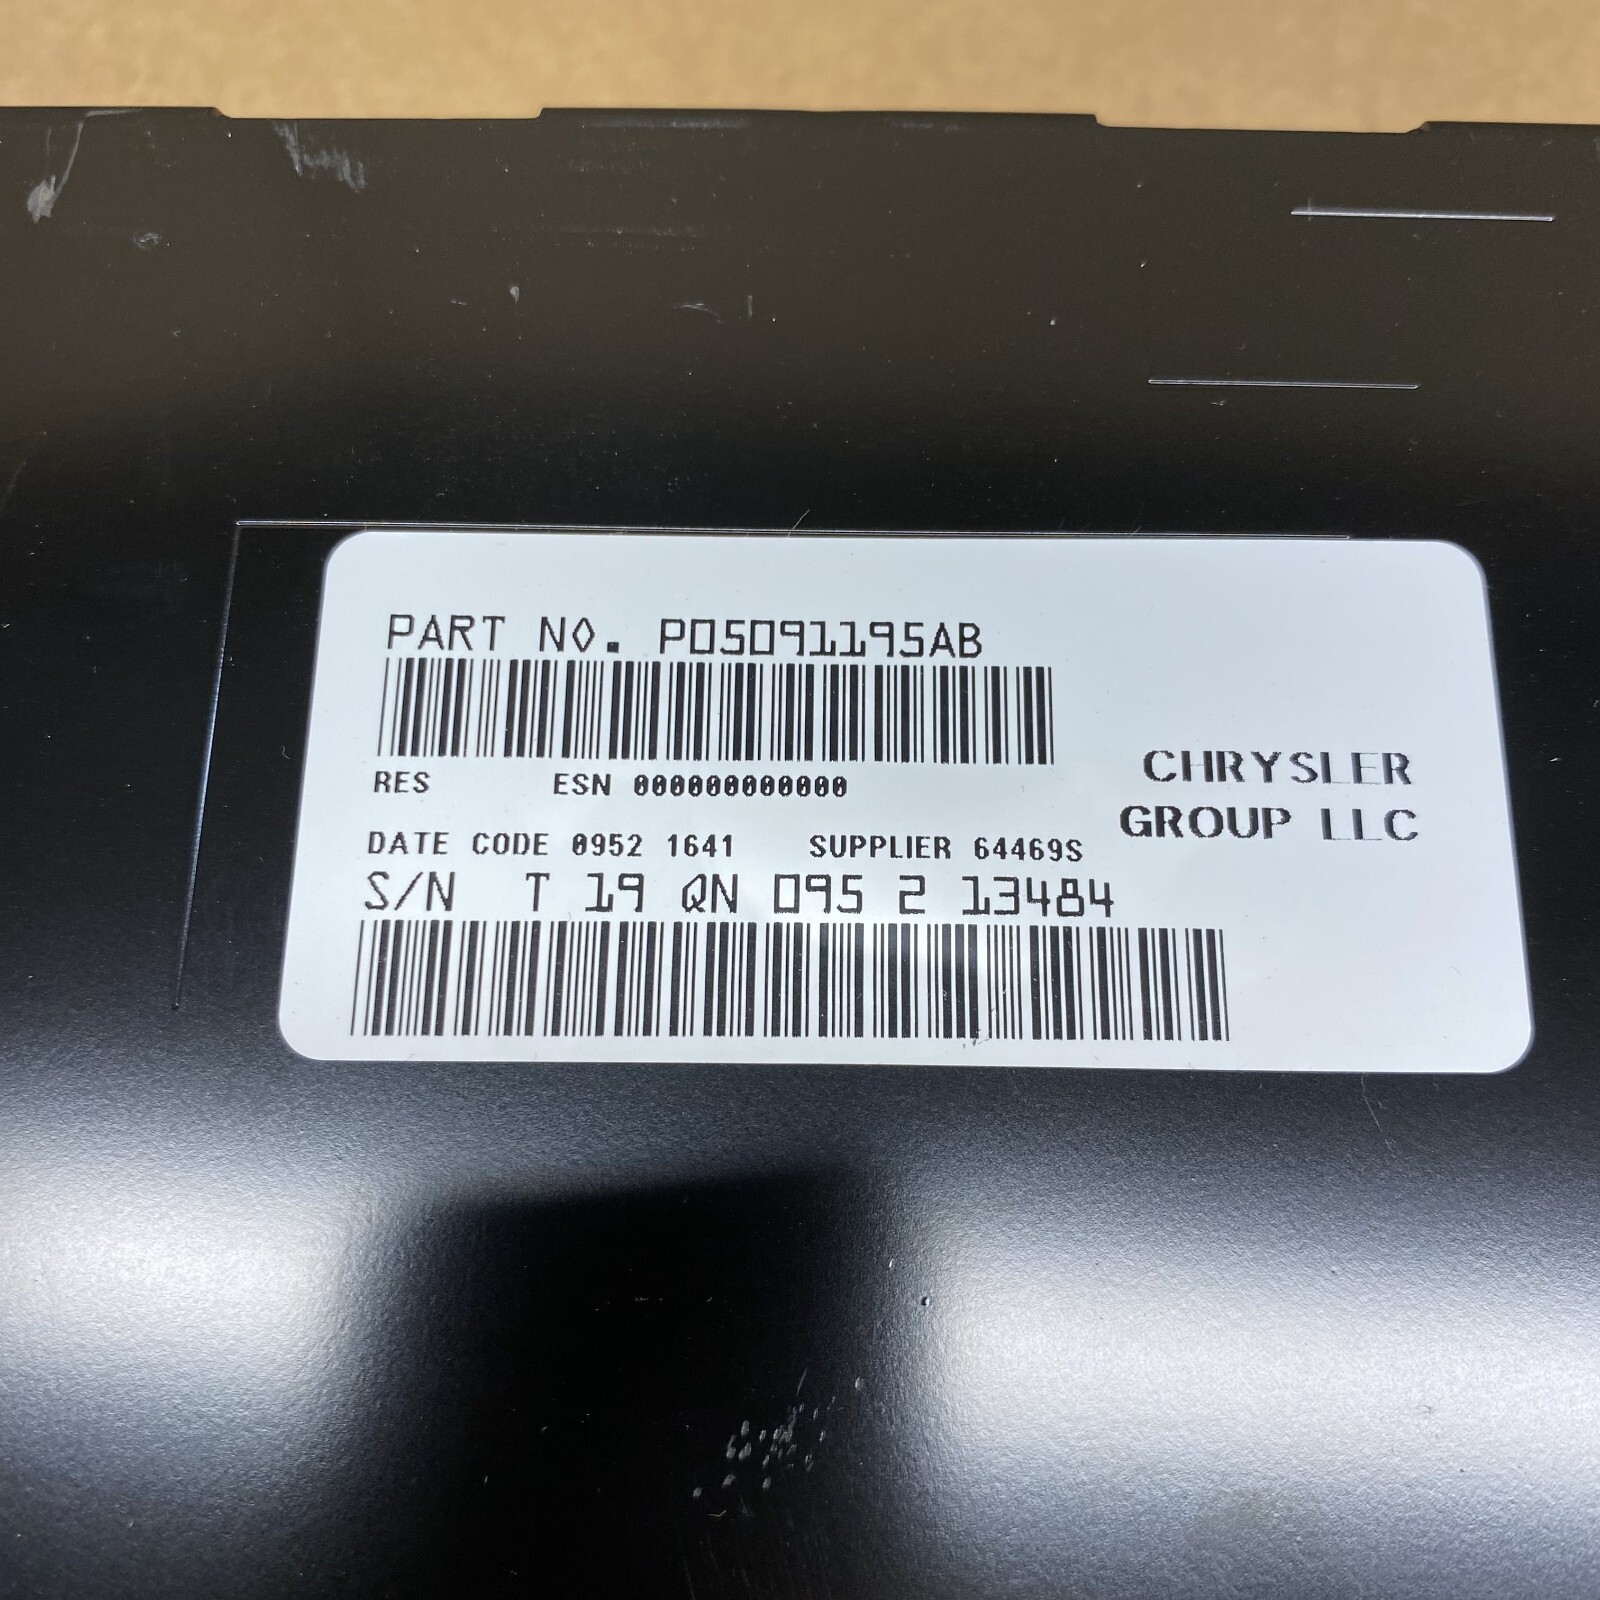 PART NO. P05091195AB
RES ESN 000000000000
CHRYSLER
GROUP LLC
DATE CODE 0952 1641 SUPPLIER 64469S
S/N T 19 QN 095 2 13484